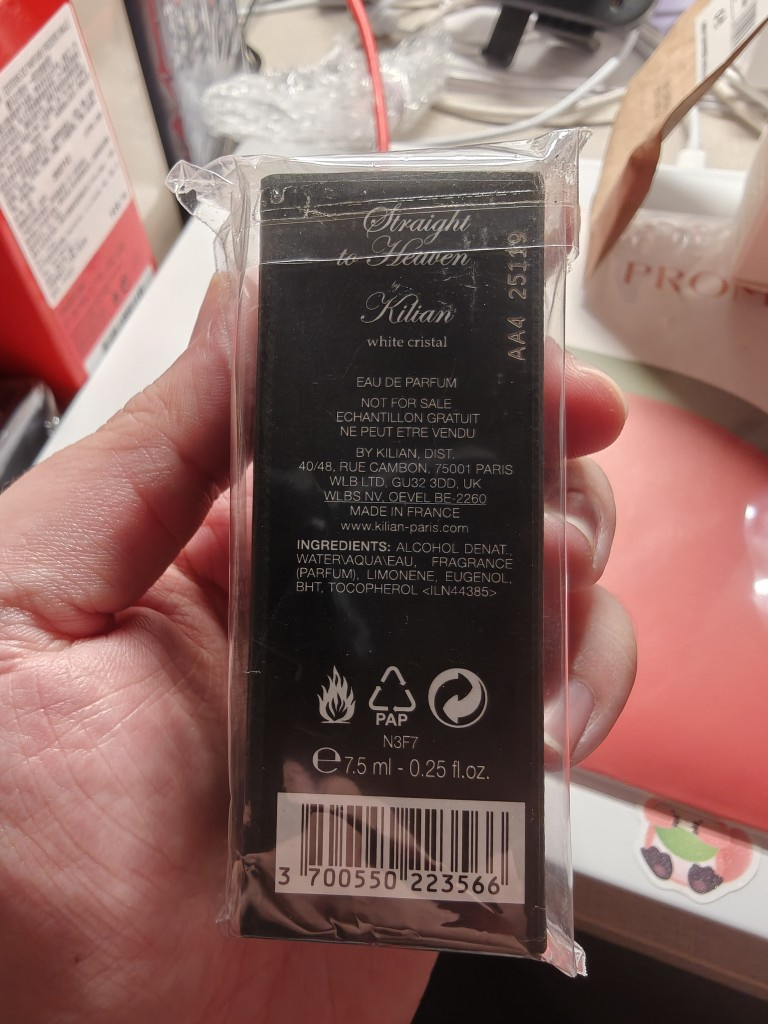 Straight
to Heaven
by
Kilian
white cristal
AA4 25119
EAU DE PARFUM
NOT FOR SALE
ECHANTILLON GRATUIT
NE PEUT ETRE VENDU
BY KILIAN, DIST.
40/48, RUE CAMBON, 75001 PARIS
WLB LTD, GU32 3DD, UK
WLBS NV, OEVEL BE-2260
MADE IN FRANCE
www.kilian-paris.com
INGREDIENTS: ALCOHOL DENAT.,
WATER\AQUA\EAU, FRAGRANCE
(PARFUM), LIMONENE, EUGENOL,
BHT, TOCOPHEROL <ILN44385>
PAP
N3F7
e 7.5 ml - 0.25 fl.oz.
3 700550 223566
PROM